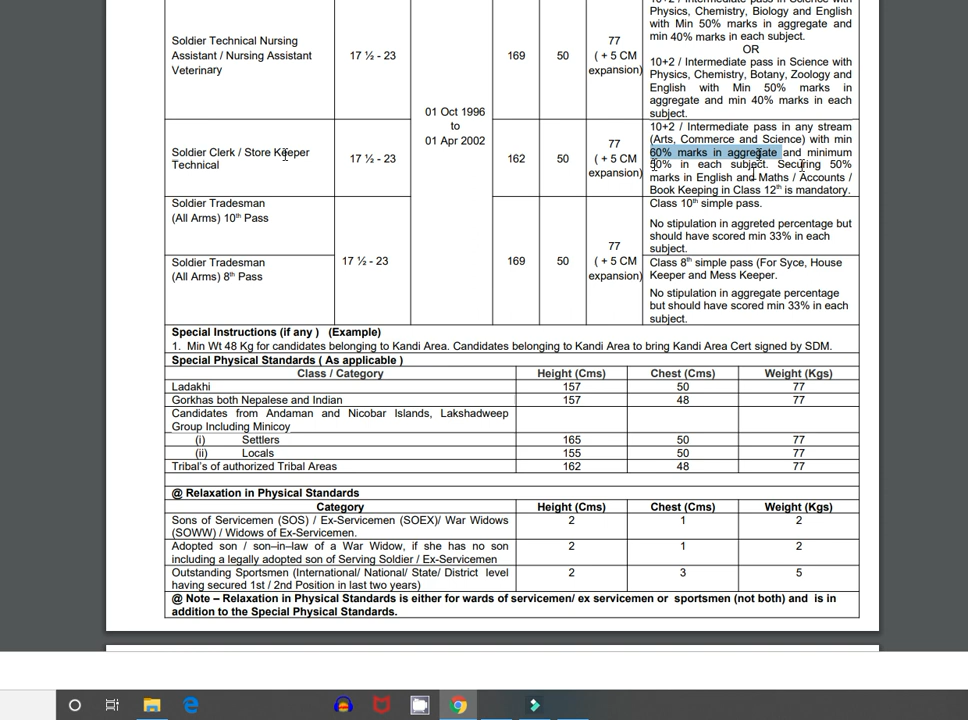 10+2 / Intermediate pass in Science with
Physics, Chemistry, Biology and English
with Min 50% marks in aggregate and
min 40% marks in each subject.
OR
10+2 / Intermediate pass in Science with
Physics, Chemistry, Botany, Zoology and
English with Min 50% marks in
aggregate and min 40% marks in each
subject.
Soldier Technical Nursing
Assistant / Nursing Assistant
Veterinary
17 ½ - 23
169
50
77
( + 5 CM
expansion)
01 Oct 1996
to
01 Apr 2002
Soldier Clerk / Store Keeper
Technical
17 ½ - 23
162
50
77
( + 5 CM
expansion)
10+2 / Intermediate pass in any stream
(Arts, Commerce and Science) with min
60% marks in aggregate and minimum
50% in each subject. Securing 50%
marks in English and Maths / Accounts /
Book Keeping in Class 12th is mandatory.
Soldier Tradesman
(All Arms) 10th Pass
Class 10th simple pass.
No stipulation in aggreted percentage but
should have scored min 33% in each
subject.
17 ½ - 23
169
50
77
( + 5 CM
expansion)
Soldier Tradesman
(All Arms) 8th Pass
Class 8th simple pass (For Syce, House
Keeper and Mess Keeper.
No stipulation in aggregate percentage
but should have scored min 33% in each
subject.
Special Instructions (if any ) (Example)
1. Min Wt 48 Kg for candidates belonging to Kandi Area. Candidates belonging to Kandi Area to bring Kandi Area Cert signed by SDM.
Special Physical Standards ( As applicable )
Class / Category Height (Cms) Chest (Cms) Weight (Kgs)
Ladakhi 157 50 77
Gorkhas both Nepalese and Indian 157 48 77
Candidates from Andaman and Nicobar Islands, Lakshadweep
Group Including Minicoy
(i) Settlers 165 50 77
(ii) Locals 155 50 77
Tribal's of authorized Tribal Areas 162 48 77
@ Relaxation in Physical Standards
Category Height (Cms) Chest (Cms) Weight (Kgs)
Sons of Servicemen (SOS) / Ex-Servicemen (SOEX)/ War Widows 2 1 2
(SOWW) / Widows of Ex-Servicemen.
Adopted son / son–in–law of a War Widow, if she has no son 2 1 2
including a legally adopted son of Serving Soldier / Ex-Servicemen
Outstanding Sportsmen (International/ National/ State/ District level 2 3 5
having secured 1st / 2nd Position in last two years)
@ Note – Relaxation in Physical Standards is either for wards of servicemen/ ex servicemen or sportsmen (not both) and is in
addition to the Special Physical Standards.